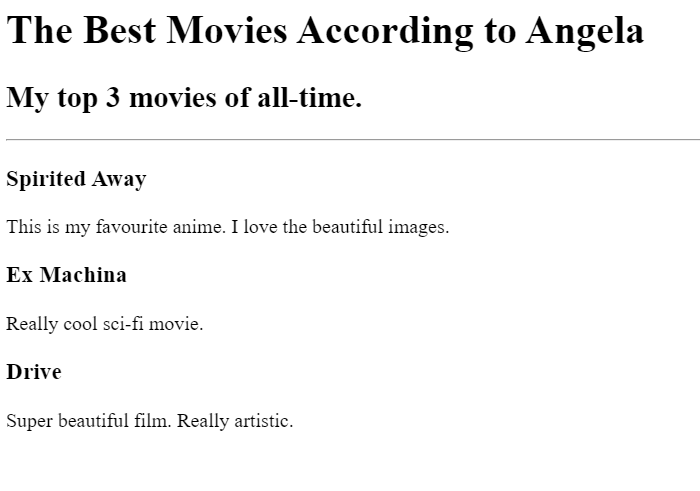 The Best Movies According to Angela
My top 3 movies of all-time.
Spirited Away
This is my favourite anime. I love the beautiful images.
Ex Machina
Really cool sci-fi movie.
Drive
Super beautiful film. Really artistic.